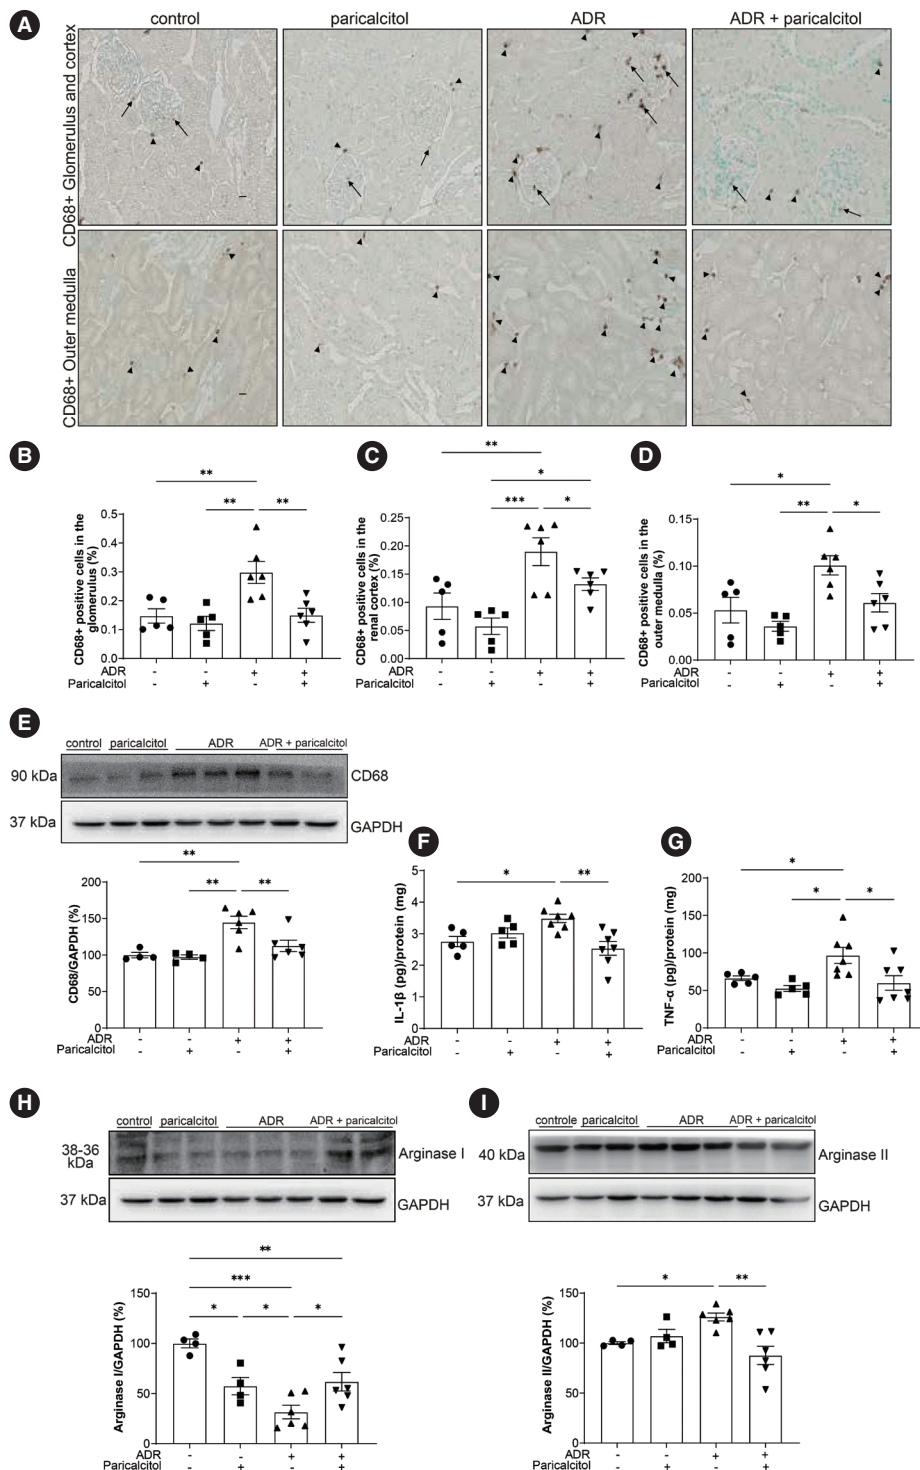 A
control
paricalcitol
ADR
ADR + paricalcitol
CD68+ Glomerulus and cortex
CD68+ Outer medulla
B
**
**
**
CD68+ positive cells in the
glomerulus (%)
0.5
0.4
0.3
0.2
0.1
0.0
ADR - - + +
Paricalcitol - + - +
C
**
*
***
*
CD68+ positive cells in the
renal cortex (%)
0.25
0.20
0.15
0.10
0.05
0.00
ADR - - + +
Paricalcitol - + - +
D
*
**
*
CD68+ positive cells in the
outer medulla (%)
0.15
0.10
0.05
0.00
ADR - - + +
Paricalcitol - + - +
E
control
paricalcitol
ADR
ADR + paricalcitol
90 kDa
CD68
37 kDa
GAPDH
**
**
**
CD68/GAPDH (%)
200
150
100
50
0
ADR - - + +
Paricalcitol - + - +
F
*
**
IL-1β (pg)/protein (mg)
5
4
3
2
1
0
ADR - - + +
Paricalcitol - + - +
G
*
*
*
TNF-α (pg)/protein (mg)
200
150
100
50
0
ADR - - + +
Paricalcitol - + - +
H
control
paricalcitol
ADR
ADR + paricalcitol
38-36
kDa
Arginase I
37 kDa
GAPDH
**
***
*
*
*
Arginase I/GAPDH (%)
150
100
50
0
ADR - - + +
Paricalcitol - + - +
I
controle
paricalcitol
ADR
ADR + paricalcitol
40 kDa
Arginase II
37 kDa
GAPDH
*
**
Arginase II/GAPDH (%)
150
100
50
0
ADR - - + +
Paricalcitol - + - +